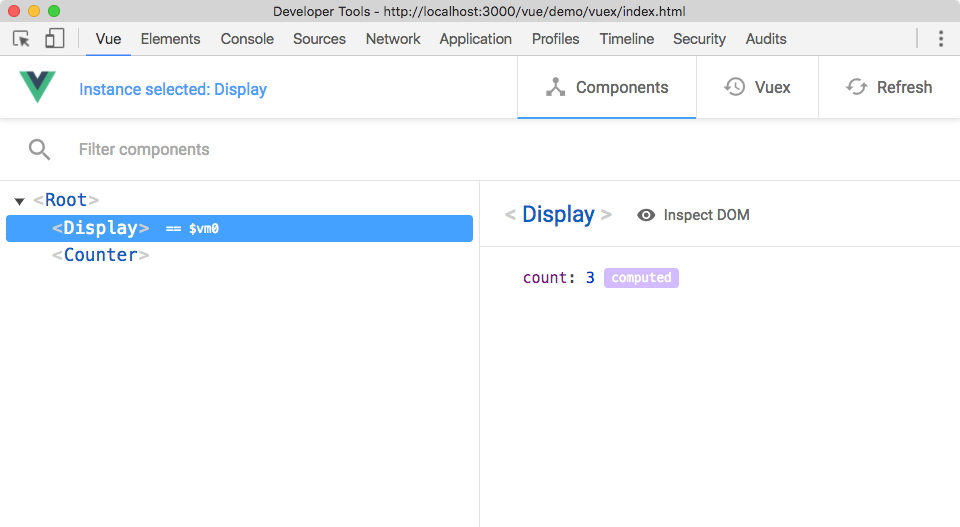 Developer Tools - http://localhost:3000/vue/demo/vuex/index.html
Vue Elements Console Sources Network Application Profiles Timeline Security Audits
Instance selected: Display Components Vuex Refresh
Filter components
<Root>
<Display> == $vm0
<Counter>
< Display > Inspect DOM
count: 3 computed